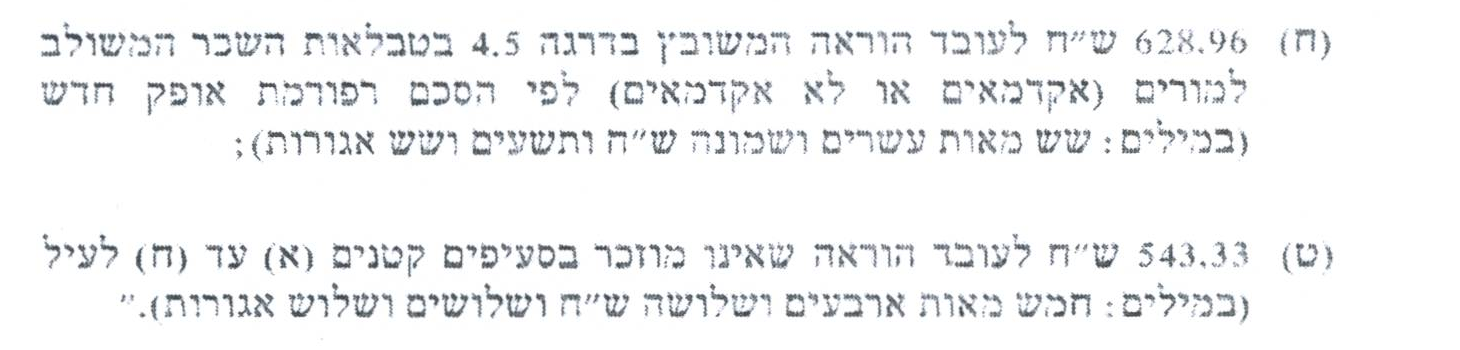 (ח) 628.96 ש״ח לעובד הוראה המשובץ בדרגה 4.5 בטבלאות השכר המשולב
למורים (אקדמאים או לא אקדמאים) לפי הסכם רפורמת אופק חדש
(במילים: שש מאות עשרים ושמונה ש״ח ותשעים ושש אגורות);
(ט) 543.33 ש״ח לעובד הוראה שאינו מוזכר בסעיפים קטנים (א) עד (ח) לעיל
(במילים: חמש מאות ארבעים ושלושה ש״ח ושלושים ושלוש אגורות).״